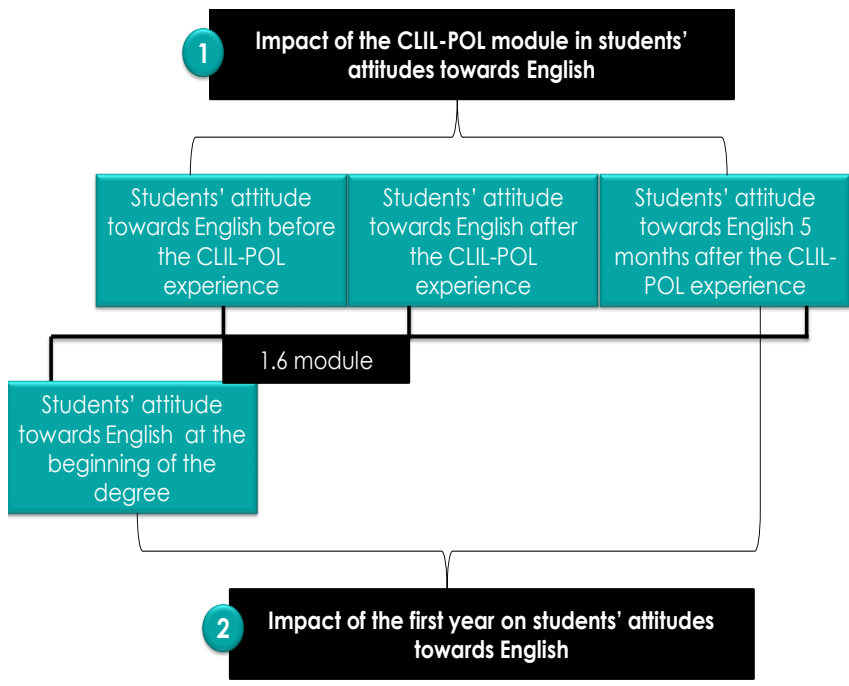 1
Impact of the CLIL-POL module in students’
attitudes towards English
Students’ attitude
towards English before
the CLIL-POL
experience
Students’ attitude
towards English after
the CLIL-POL
experience
Students’ attitude
towards English 5
months after the CLIL-
POL experience
1.6 module
Students’ attitude
towards English at the
beginning of the
degree
2
Impact of the first year on students’ attitudes
towards English